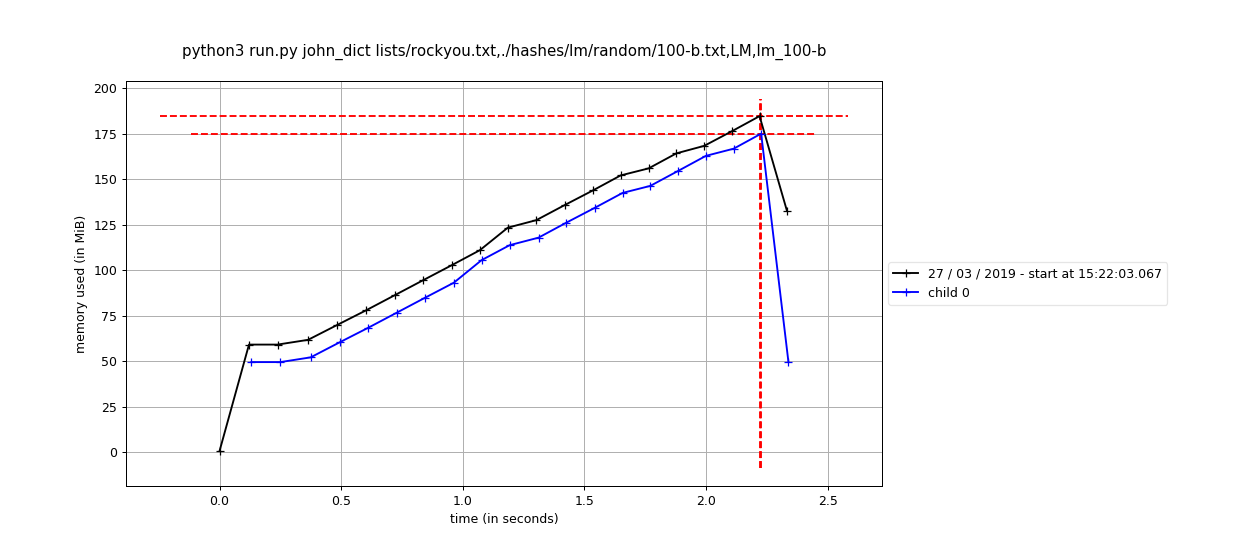 python3 run.py john_dict lists/rockyou.txt,./hashes/lm/random/100-b.txt,LM,lm_100-b
200
175
150
125
100
75
50
25
0
memory used (in MiB)
0.0 0.5 1.0 1.5 2.0 2.5
time (in seconds)
27 / 03 / 2019 - start at 15:22:03.067
child 0